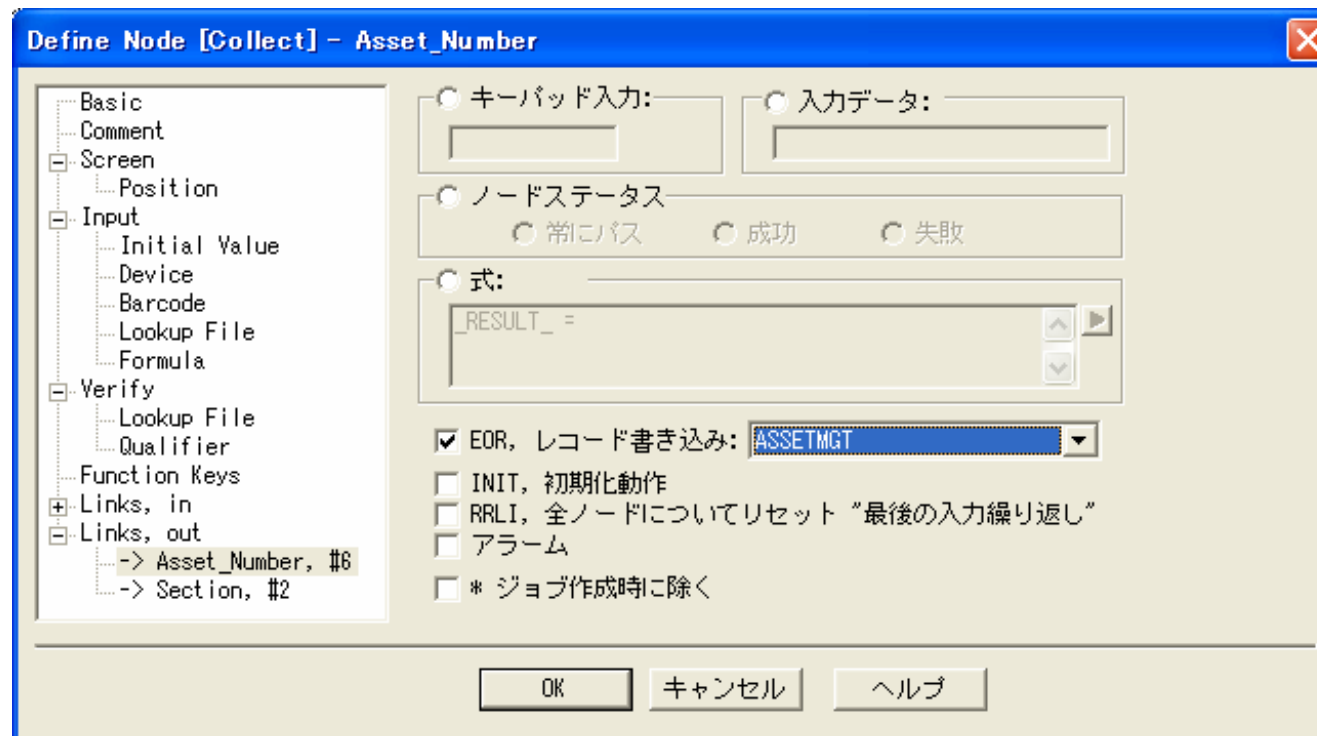 Define Node [Collect] - Asset_Number
Basic
Comment
Screen
Position
Input
Initial Value
Device
Barcode
Lookup File
Formula
Verify
Lookup File
Qualifier
Function Keys
Links, in
Links, out
-> Asset_Number, #6
-> Section, #2
キーパッド入力:
入力データ:
ノードステータス
常にパス
成功
失敗
式:
_RESULT_ =
EOR, レコード書き込み: ASSETMGT
INIT, 初期化動作
RRLI, 全ノードについてリセット "最後の入力繰り返し"
アラーム
* ジョブ作成時に除く
OK
キャンセル
ヘルプ